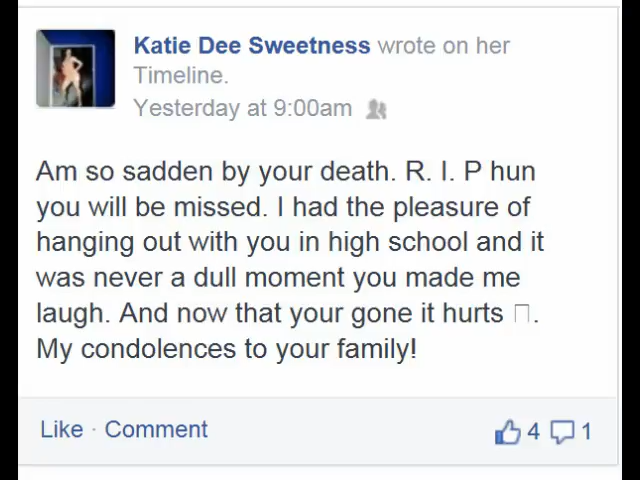 Katie Dee Sweetness wrote on her
Timeline.
Yesterday at 9:00am
Am so sadden by your death. R. I. P hun
you will be missed. I had the pleasure of
hanging out with you in high school and it
was never a dull moment you made me
laugh. And now that your gone it hurts □.
My condolences to your family!
Like · Comment
4 1